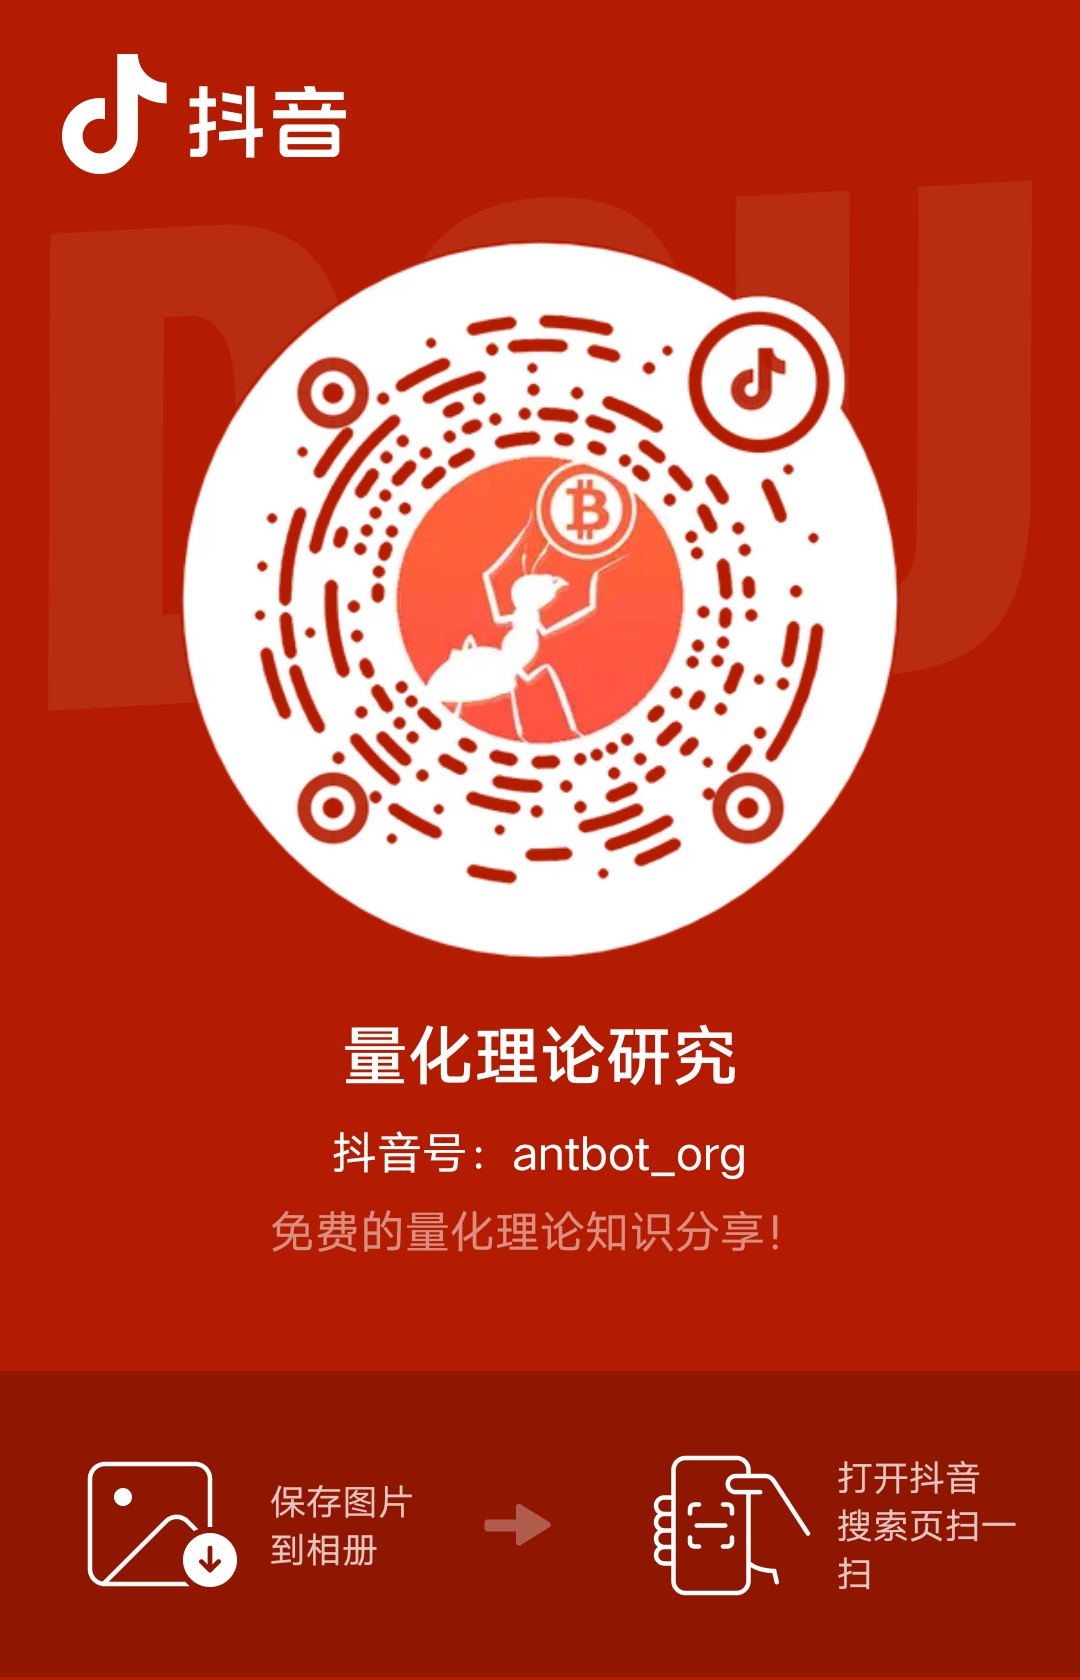 抖音
DOU
量化理论研究
抖音号：antbot_org
免费的量化理论知识分享！
保存图片
到相册
打开抖音
搜索页扫一
扫